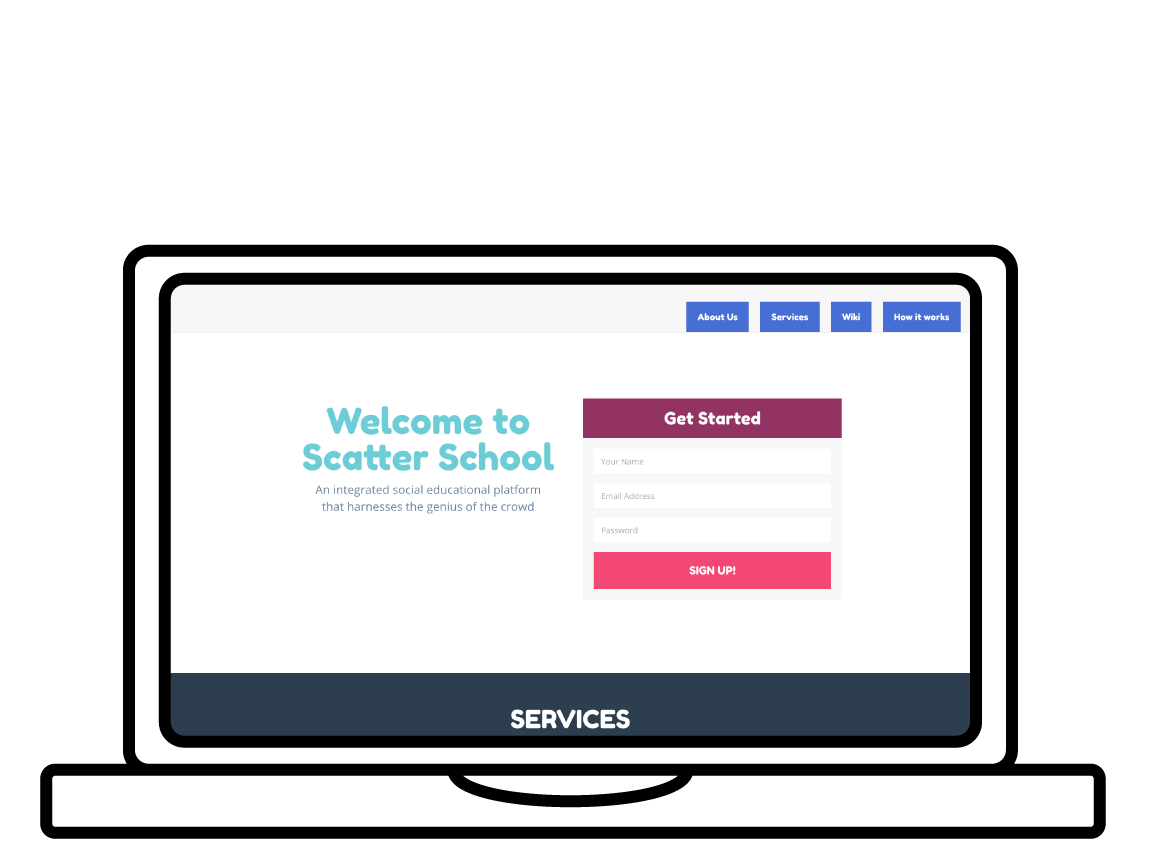 About Us
Services
Wiki
How it works
Welcome to
Scatter School
An integrated social educational platform
that harnesses the genius of the crowd
Get Started
Your Name
Email Address
Password
SIGN UP!
SERVICES